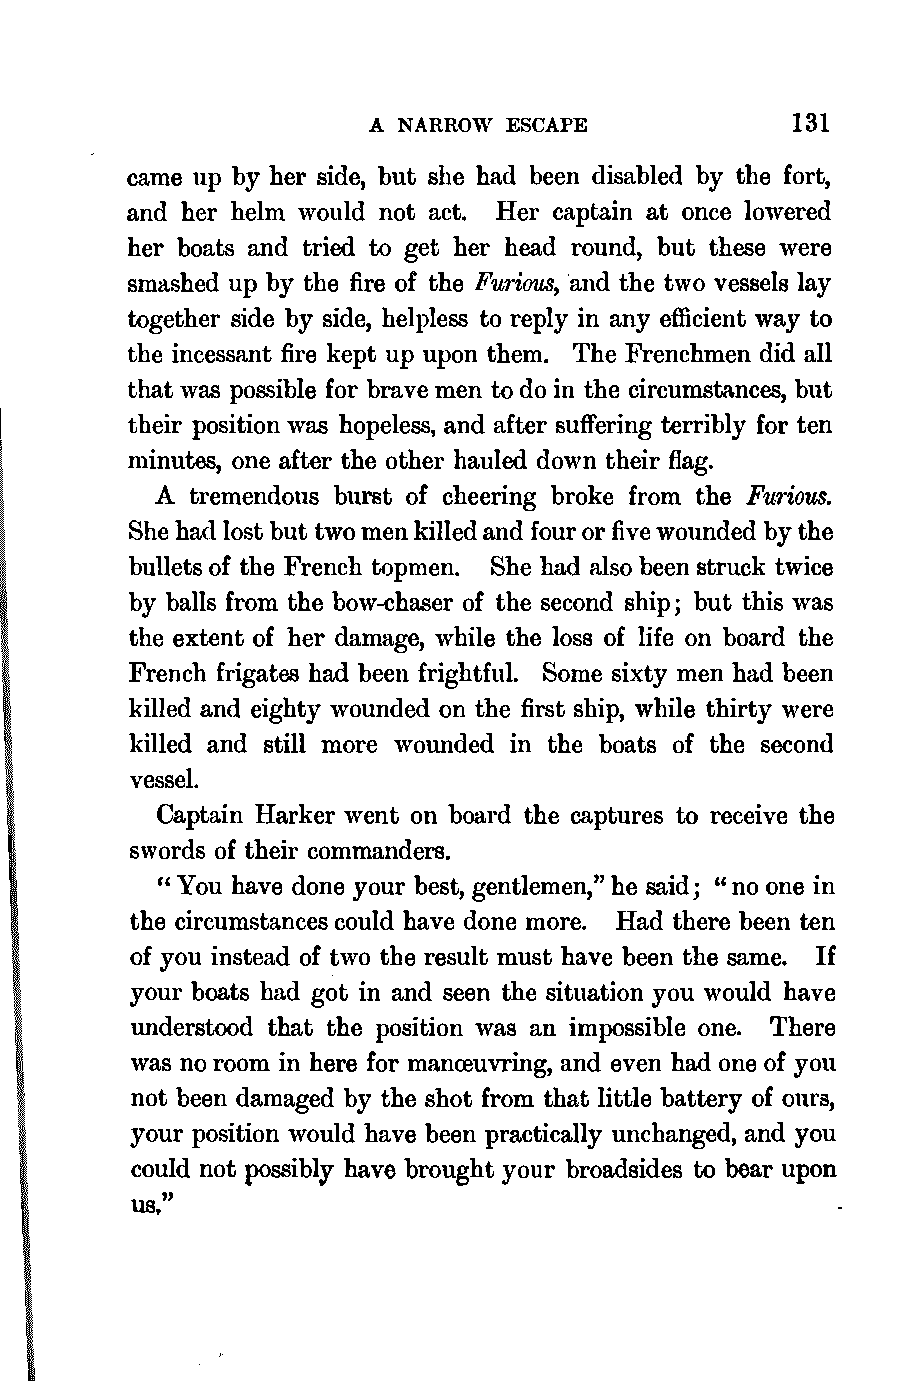 A NARROW ESCAPE 131
came up by her side, but she had been disabled by the fort,
and her helm would not act. Her captain at once lowered
her boats and tried to get her head round, but these were
smashed up by the fire of the Furious, and the two vessels lay
together side by side, helpless to reply in any efficient way to
the incessant fire kept up upon them. The Frenchmen did all
that was possible for brave men to do in the circumstances, but
their position was hopeless, and after suffering terribly for ten
minutes, one after the other hauled down their flag.
A tremendous burst of cheering broke from the Furious.
She had lost but two men killed and four or five wounded by the
bullets of the French topmen. She had also been struck twice
by balls from the bow-chaser of the second ship; but this was
the extent of her damage, while the loss of life on board the
French frigates had been frightful. Some sixty men had been
killed and eighty wounded on the first ship, while thirty were
killed and still more wounded in the boats of the second
vessel.
Captain Harker went on board the captures to receive the
swords of their commanders.
"You have done your best, gentlemen," he said; "no one in
the circumstances could have done more. Had there been ten
of you instead of two the result must have been the same. If
your boats had got in and seen the situation you would have
understood that the position was an impossible one. There
was no room in here for manœuvring, and even had one of you
not been damaged by the shot from that little battery of ours,
your position would have been practically unchanged, and you
could not possibly have brought your broadsides to bear upon
us."